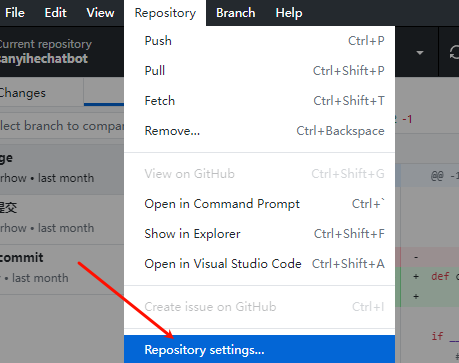 File Edit View Repository Branch Help
Current repository
sanyihechatbot
Push Ctrl+P
Pull Ctrl+Shift+P
Fetch Ctrl+Shift+T
Remove... Ctrl+Backspace
View on GitHub Ctrl+Shift+G
Open in Command Prompt Ctrl+`
Show in Explorer Ctrl+Shift+F
Open in Visual Studio Code Ctrl+Shift+A
Create issue on GitHub Ctrl+I
Repository settings...
Changes
lect branch to compa
ge
rhow • last month
提交
rhow • last month
commit
• last month
-1
@@ -1
-
+ def
+
if __